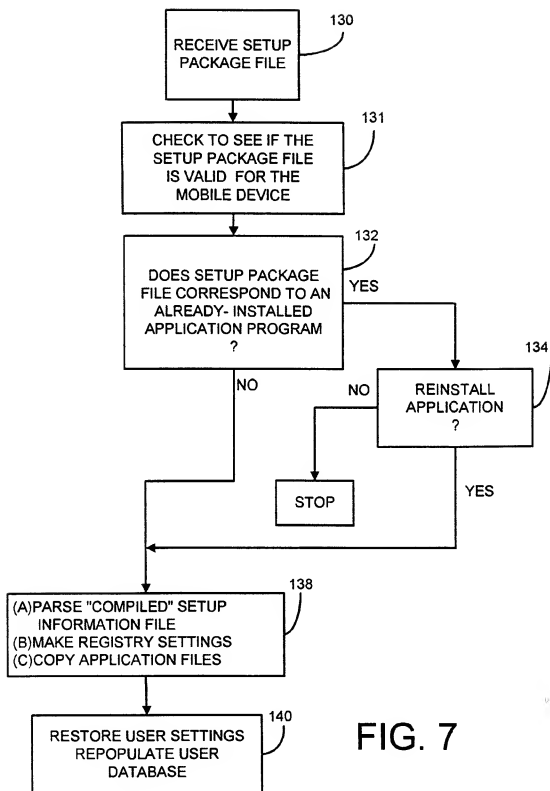 130
RECEIVE SETUP
PACKAGE FILE
131
CHECK TO SEE IF THE
SETUP PACKAGE FILE
IS VALID FOR THE
MOBILE DEVICE
132
DOES SETUP PACKAGE
FILE CORRESPOND TO AN
ALREADY- INSTALLED
APPLICATION PROGRAM
?
YES
134
NO
NO
REINSTALL
APPLICATION
?
STOP
YES
138
(A)PARSE "COMPILED" SETUP
INFORMATION FILE
(B)MAKE REGISTRY SETTINGS
(C)COPY APPLICATION FILES
140
RESTORE USER SETTINGS
REPOPULATE USER
DATABASE
FIG. 7